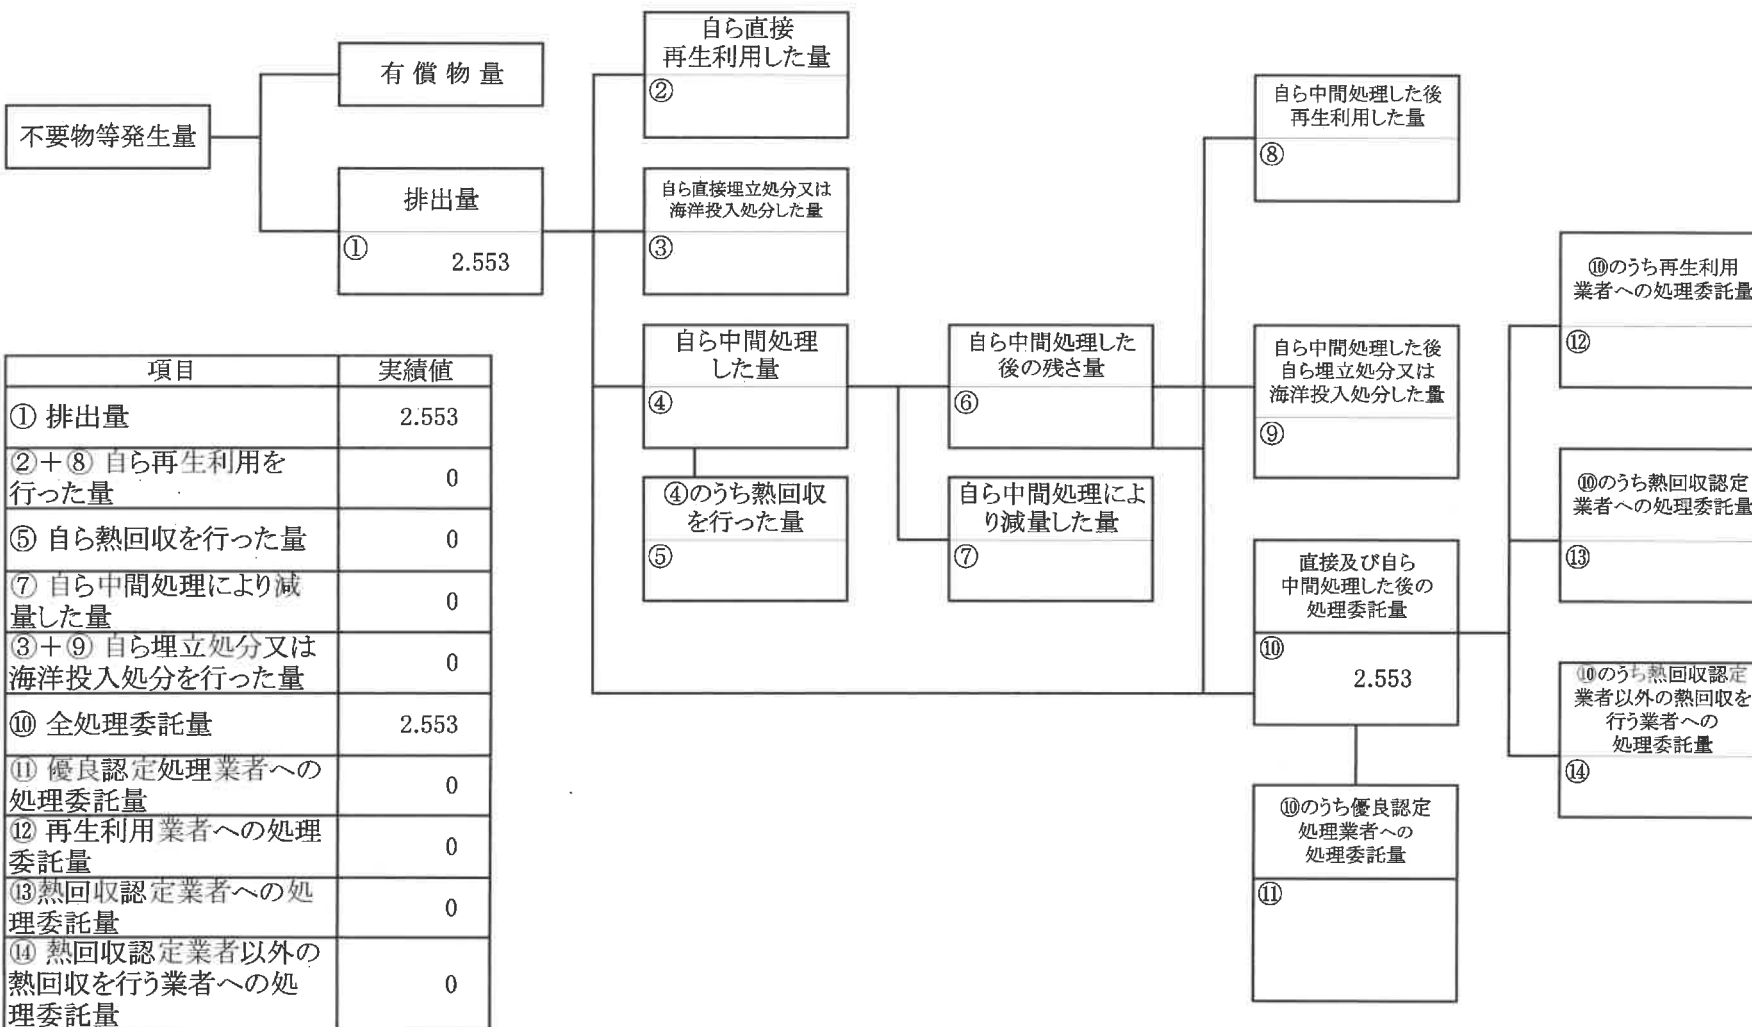 不要物等発生量
有償物量
排出量
①
2.553
自ら直接
再生利用した量
②
自ら直接埋立処分又は
海洋投入処分した量
③
自ら中間処理
した量
④
④のうち熱回収
を行った量
⑤
自ら中間処理した
後の残さ量
⑥
自ら中間処理によ
り減量した量
⑦
自ら中間処理した後
再生利用した量
⑧
自ら中間処理した後
自ら埋立処分又は
海洋投入処分した量
⑨
直接及び自ら
中間処理した後の
処理委託量
⑩
2.553
⑩のうち優良認定
処理業者への
処理委託量
⑪
⑩のうち再生利用
業者への処理委託量
⑫
⑩のうち熱回収認定
業者への処理委託量
⑬
⑩のうち熱回収認定
業者以外の熱回収を
行う業者への
処理委託量
⑭
項目 実績値
① 排出量 2.553
②+⑧ 自ら再生利用を
行った量 0
⑤ 自ら熱回収を行った量 0
⑦ 自ら中間処理により減
量した量 0
③+⑨ 自ら埋立処分又は
海洋投入処分を行った量 0
⑩ 全処理委託量 2.553
⑪ 優良認定処理業者への
処理委託量 0
⑫ 再生利用業者への処理
委託量 0
⑬熱回収認定業者への処
理委託量 0
⑭ 熱回収認定業者以外の
熱回収を行う業者への処
理委託量 0